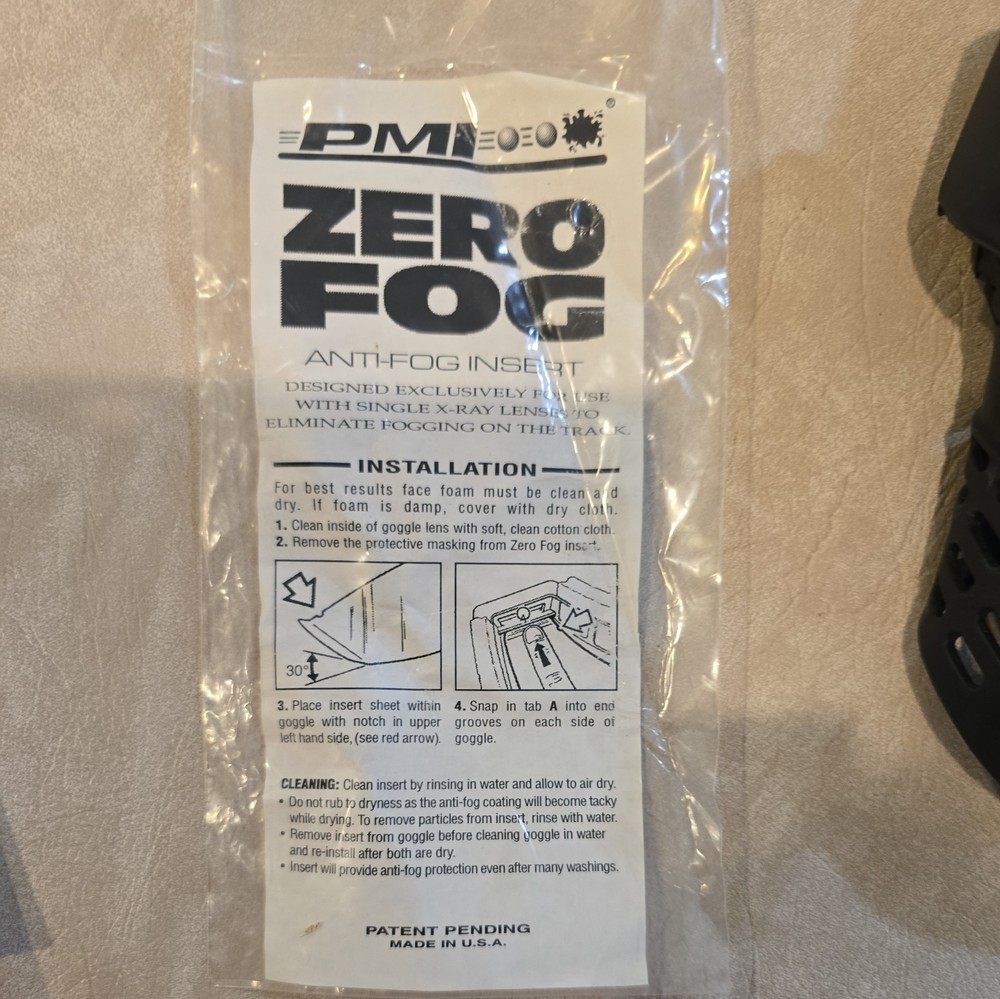 PMI ®
ZERO
FOG
ANTI-FOG INSERT
DESIGNED EXCLUSIVELY FOR USE
WITH SINGLE X-RAY LENSES TO
ELIMINATE FOGGING ON THE TRACK.
INSTALLATION
For best results face foam must be clean and
dry. If foam is damp, cover with dry cloth.
1. Clean inside of goggle lens with soft, clean cotton cloth.
2. Remove the protective masking from Zero Fog insert.
30°
3. Place insert sheet within
goggle with notch in upper
left hand side, (see red arrow).
4. Snap in tab A into end
grooves on each side of
goggle.
CLEANING: Clean insert by rinsing in water and allow to air dry.
• Do not rub to dryness as the anti-fog coating will become tacky
while drying. To remove particles from insert, rinse with water.
• Remove insert from goggle before cleaning goggle in water
and re-install after both are dry.
• Insert will provide anti-fog protection even after many washings.
PATENT PENDING
MADE IN U.S.A.